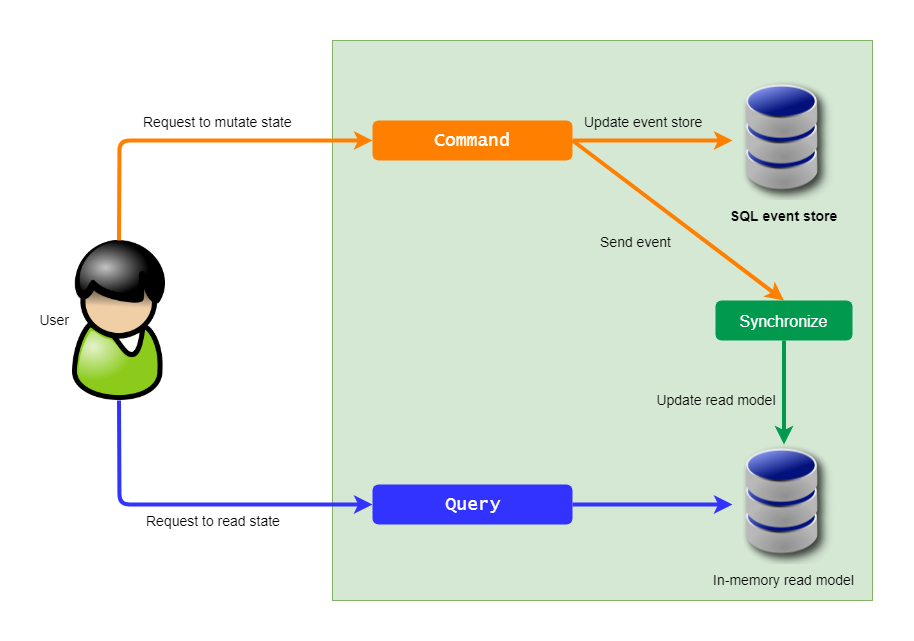 Request to mutate state
Command
Update event store
SQL event store
Send event
User
Synchronize
Update read model
Query
Request to read state
In-memory read model